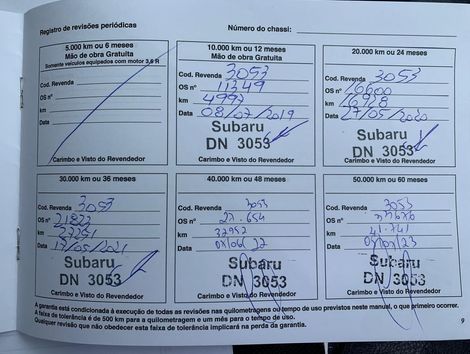 Registro de revisões periódicas
Número do chassi:
5.000 km ou 6 meses
Mão de obra Gratuita
Somente veículos equipados com motor 3.6 R
Cod. Revenda
OS nº
km
Data
Carimbo e Visto do Revendedor
10.000 km ou 12 meses
Mão de obra Gratuita
Cod. Revenda 3053
OS nº 11349
km 4997
Data 08/07/2019
Subaru
DN 3053
Carimbo e Visto do Revendedor
20.000 km ou 24 meses
Cod. Revenda 3053
OS nº 16600
km 16928
Data 27/05/2020
Subaru
DN 3053
Carimbo e Visto do Revendedor
30.000 km ou 36 meses
Cod. Revenda 3053
OS nº
km
Data
Subaru
DN 3053
Carimbo e Visto do Revendedor
40.000 km ou 48 meses
Cod. Revenda 3053
OS nº 27.654
km 32952
Data
Subaru
DN 3053
Carimbo e Visto do Revendedor
50.000 km ou 60 meses
Cod. Revenda 3053
OS nº
km 41.741
Data
Subaru
DN 3053
Carimbo e Visto do Revendedor
A garantia está condicionada à execução de todas as revisões nas quilometragens ou tempo de uso previstos neste manual, o que primeiro ocorrer.
A faixa de tolerância é de 500 km para a quilometragem e um mês para o tempo de uso.
Qualquer revisão que não obedecer esta faixa de tolerância implicará na perda da garantia.
9